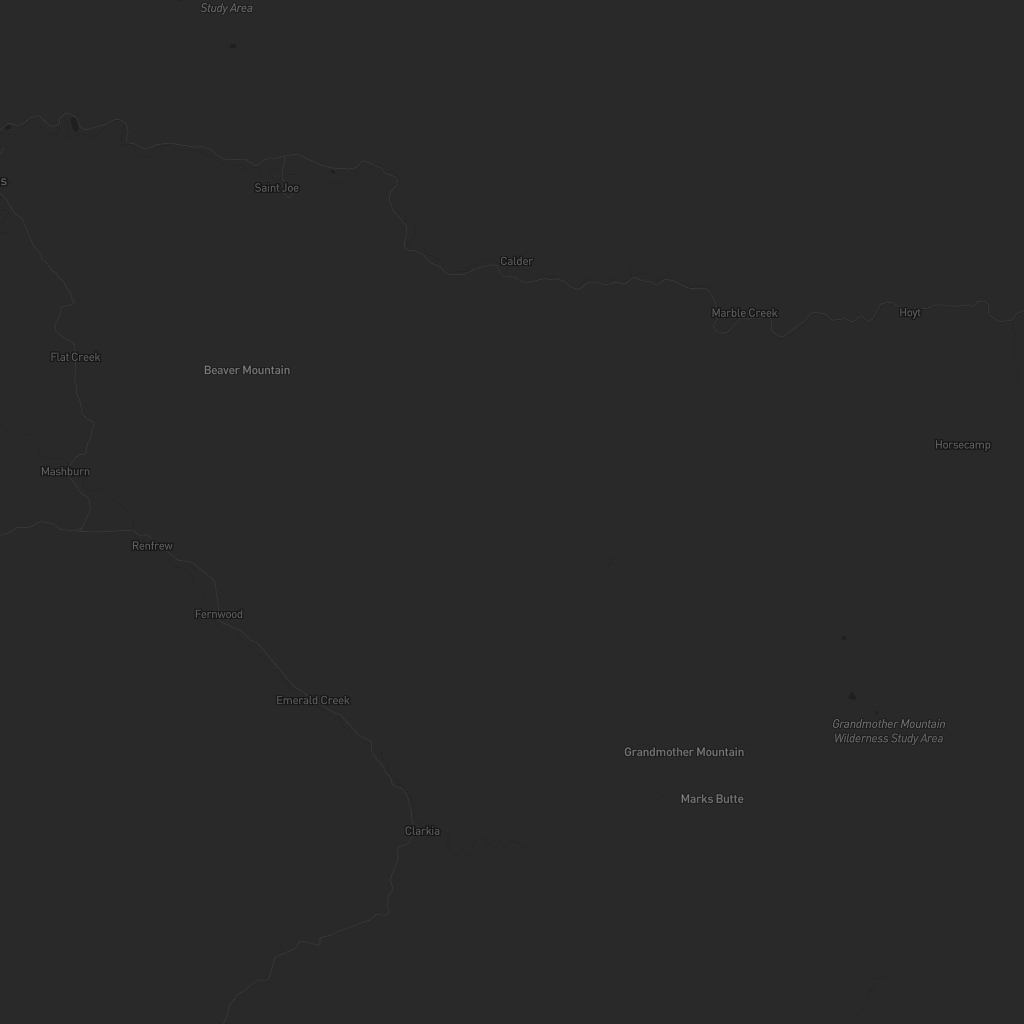 Study Area
s
Saint Joe
Calder
Marble Creek
Hoyt
Flat Creek
Beaver Mountain
Horsecamp
Mashburn
Renfrew
Fernwood
Emerald Creek
Grandmother Mountain
Wilderness Study Area
Grandmother Mountain
Marks Butte
Clarkia